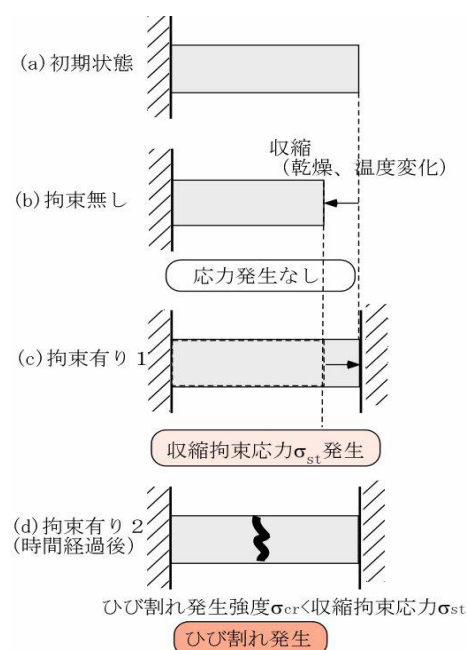 (a)初期状態
収縮
(乾燥、温度変化)
(b)拘束無し
応力発生なし
(c)拘束有り1
収縮拘束応力σst発生
(d)拘束有り2
(時間経過後)
ひび割れ発生強度σcr<収縮拘束応力σst
ひび割れ発生